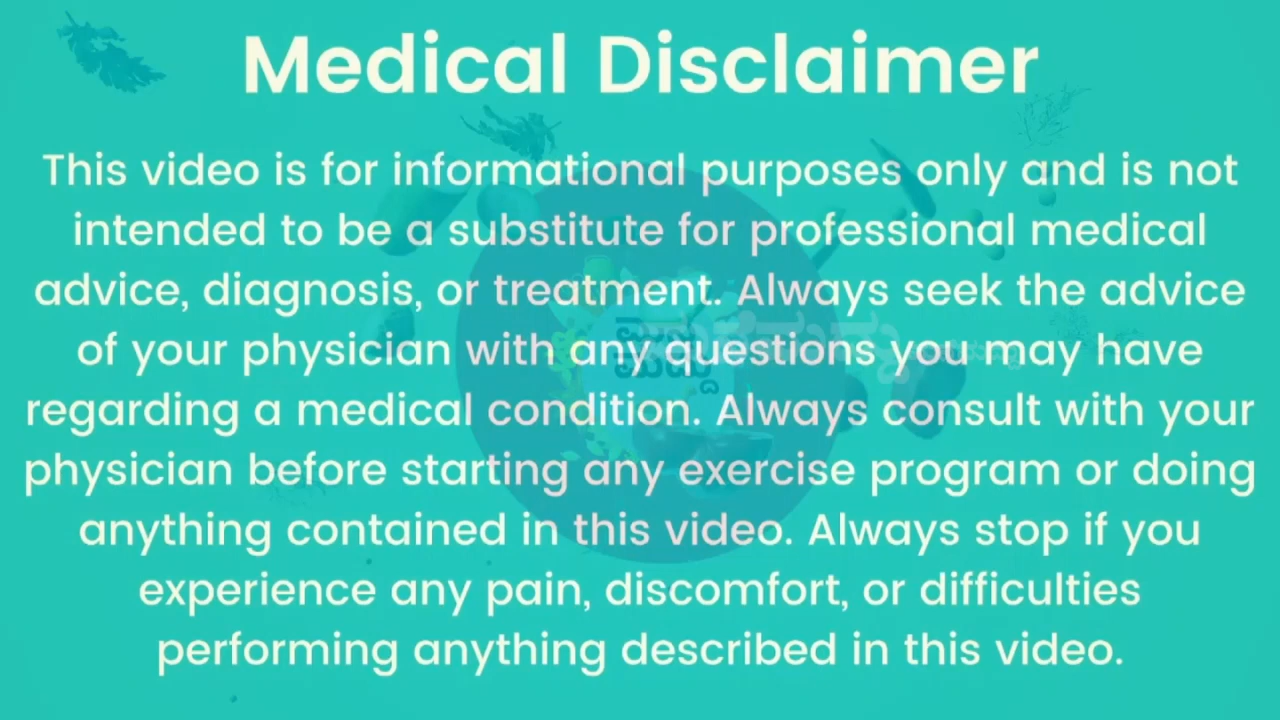 Medical Disclaimer
This video is for informational purposes only and is not
intended to be a substitute for professional medical
advice, diagnosis, or treatment. Always seek the advice
of your physician with any questions you may have
regarding a medical condition. Always consult with your
physician before starting any exercise program or doing
anything contained in this video. Always stop if you
experience any pain, discomfort, or difficulties
performing anything described in this video.